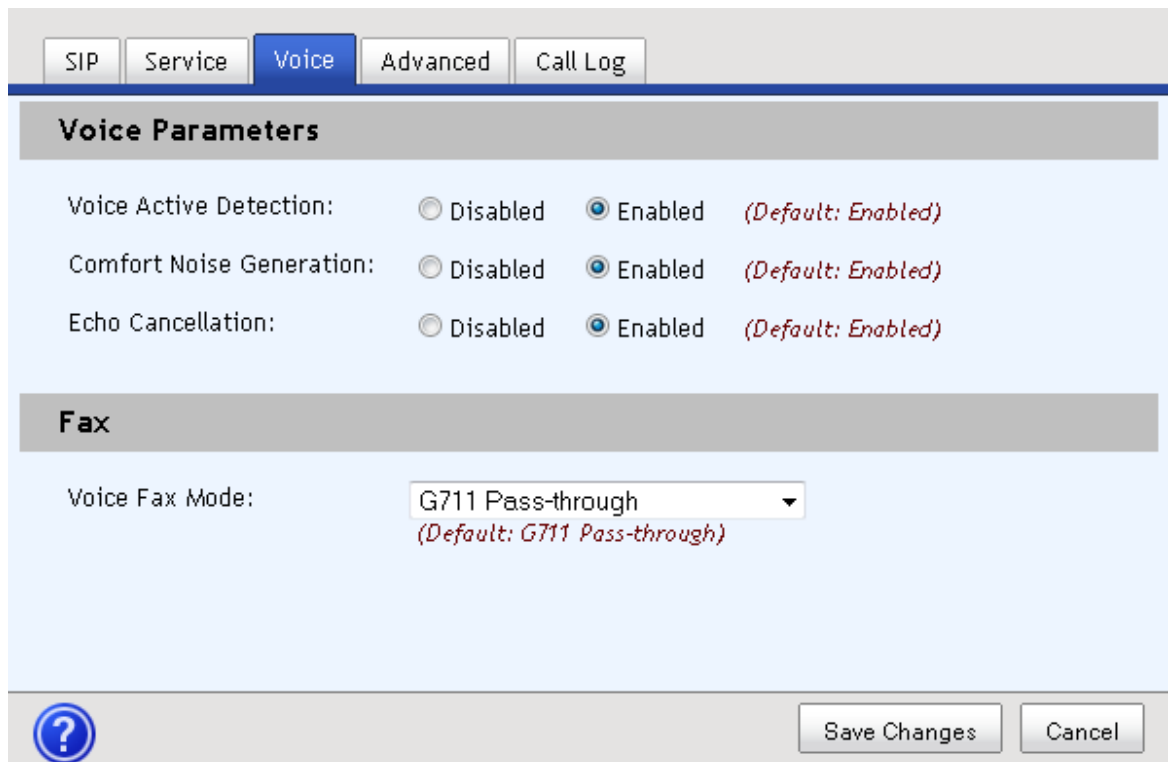 SIP Service Voice Advanced Call Log
Voice Parameters
Voice Active Detection: Disabled Enabled (Default: Enabled)
Comfort Noise Generation: Disabled Enabled (Default: Enabled)
Echo Cancellation: Disabled Enabled (Default: Enabled)
Fax
Voice Fax Mode: G711 Pass-through
(Default: G711 Pass-through)
? Save Changes Cancel